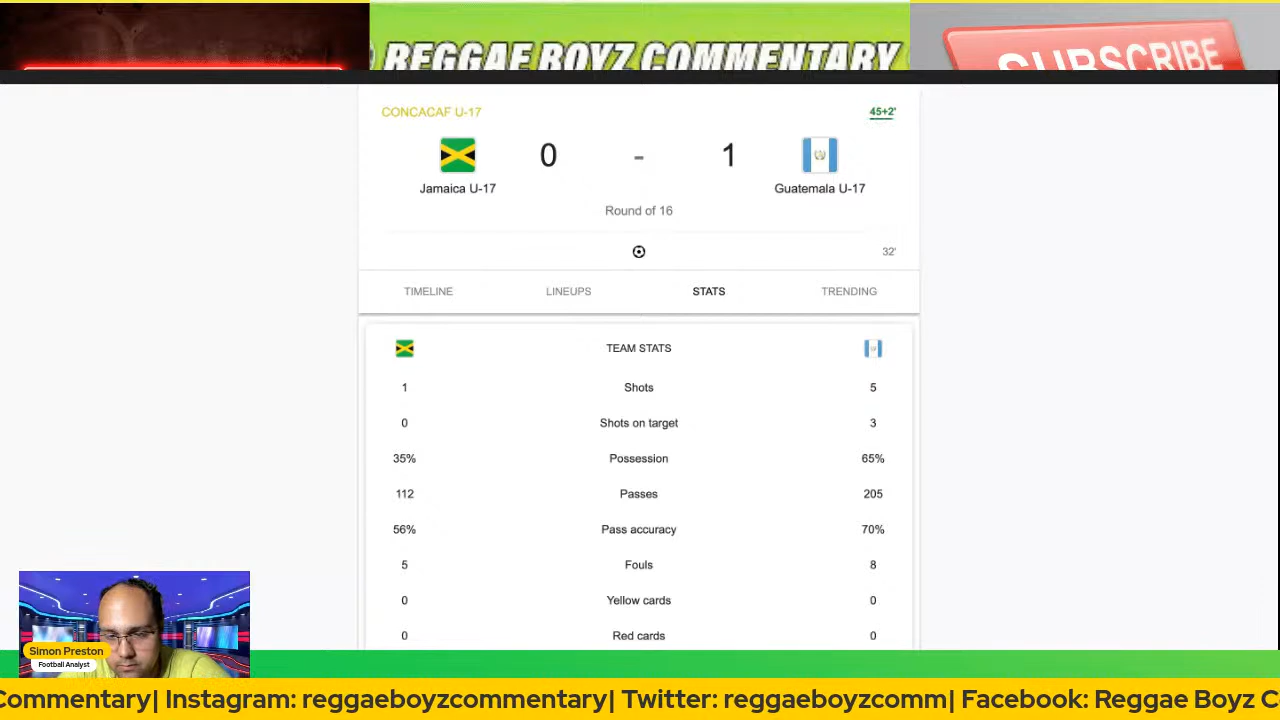 REGGAE BOYZ COMMENTARY
SUBSCRIBE
CONCACAF U-17
45+2'
0 - 1
Jamaica U-17
Guatemala U-17
Round of 16
32'
TIMELINE LINEUPS STATS TRENDING
TEAM STATS
1 Shots 5
0 Shots on target 3
35% Possession 65%
112 Passes 205
56% Pass accuracy 70%
5 Fouls 8
0 Yellow cards 0
0 Red cards 0
Simon Preston
Football Analyst
Commentary| Instagram: reggaeboyzcommentary| Twitter: reggaeboyzcomm| Facebook: Reggae Boyz C